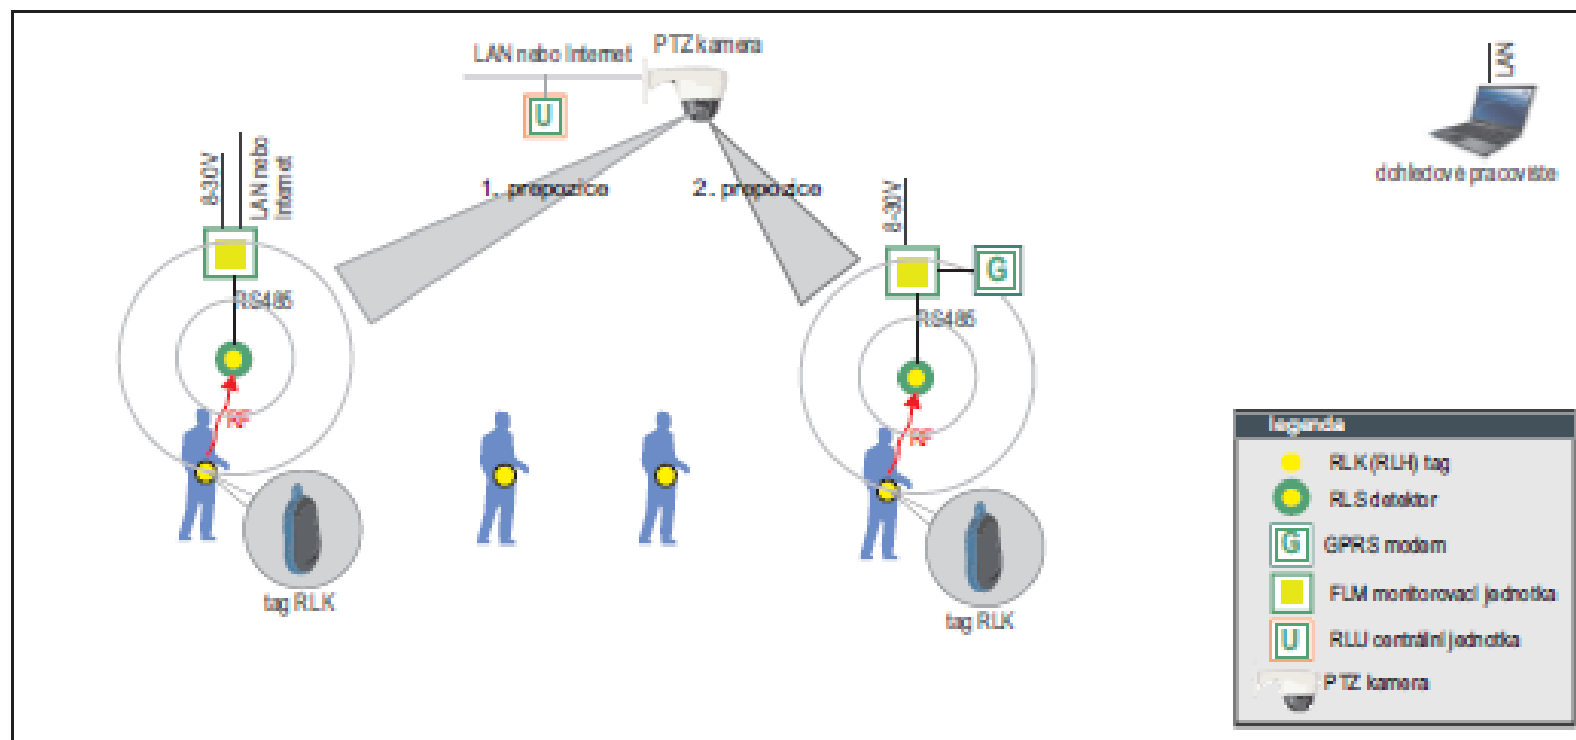 LAN nebo Internet
PTZ kamera
U
LAN
dohledové pracoviště
8-30V
LAN nebo
Internet
1. prepozice
2. prepozice
8-30V
G
RS485
RS485
RF
RF
tag RLK
tag RLK
legenda
RLK (RLH) tag
RLS detektor
G
GPRS modem
FLM monitorovací jednotka
U
RLU centrální jednotka
PTZ kamera